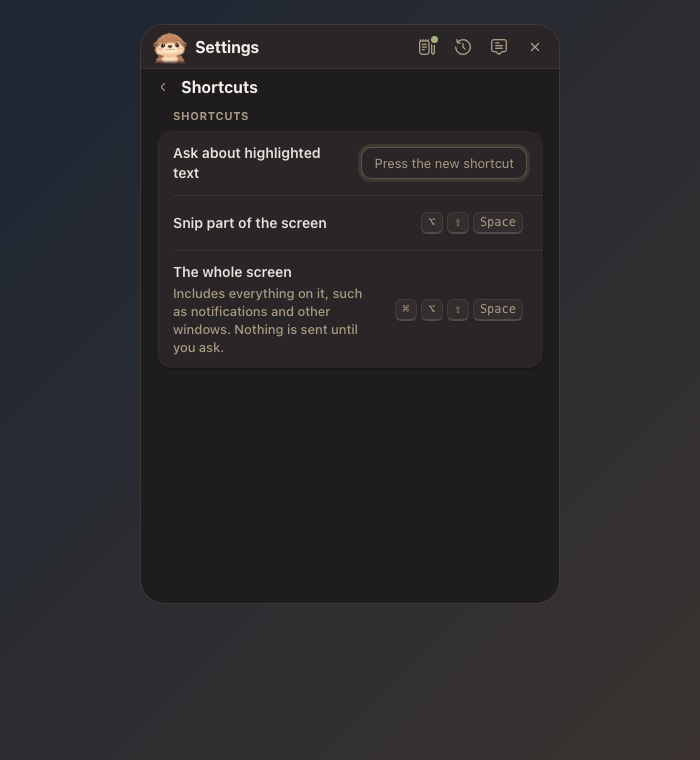 Settings
Shortcuts
SHORTCUTS
Ask about highlighted
text
Press the new shortcut
Snip part of the screen
⌥ ⇧ Space
The whole screen
Includes everything on it, such
as notifications and other
windows. Nothing is sent until
you ask.
⌘ ⌥ ⇧ Space